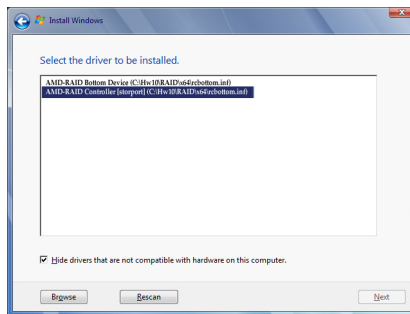 Install Windows
Select the driver to be installed.
AMD-RAID Bottom Device (C:\Hw10\RAID\x64\rcbottom.inf)
AMD-RAID Controller [storport] (C:\Hw10\RAID\x64\rcbottom.inf)
Hide drivers that are not compatible with hardware on this computer.
Browse Rescan Next